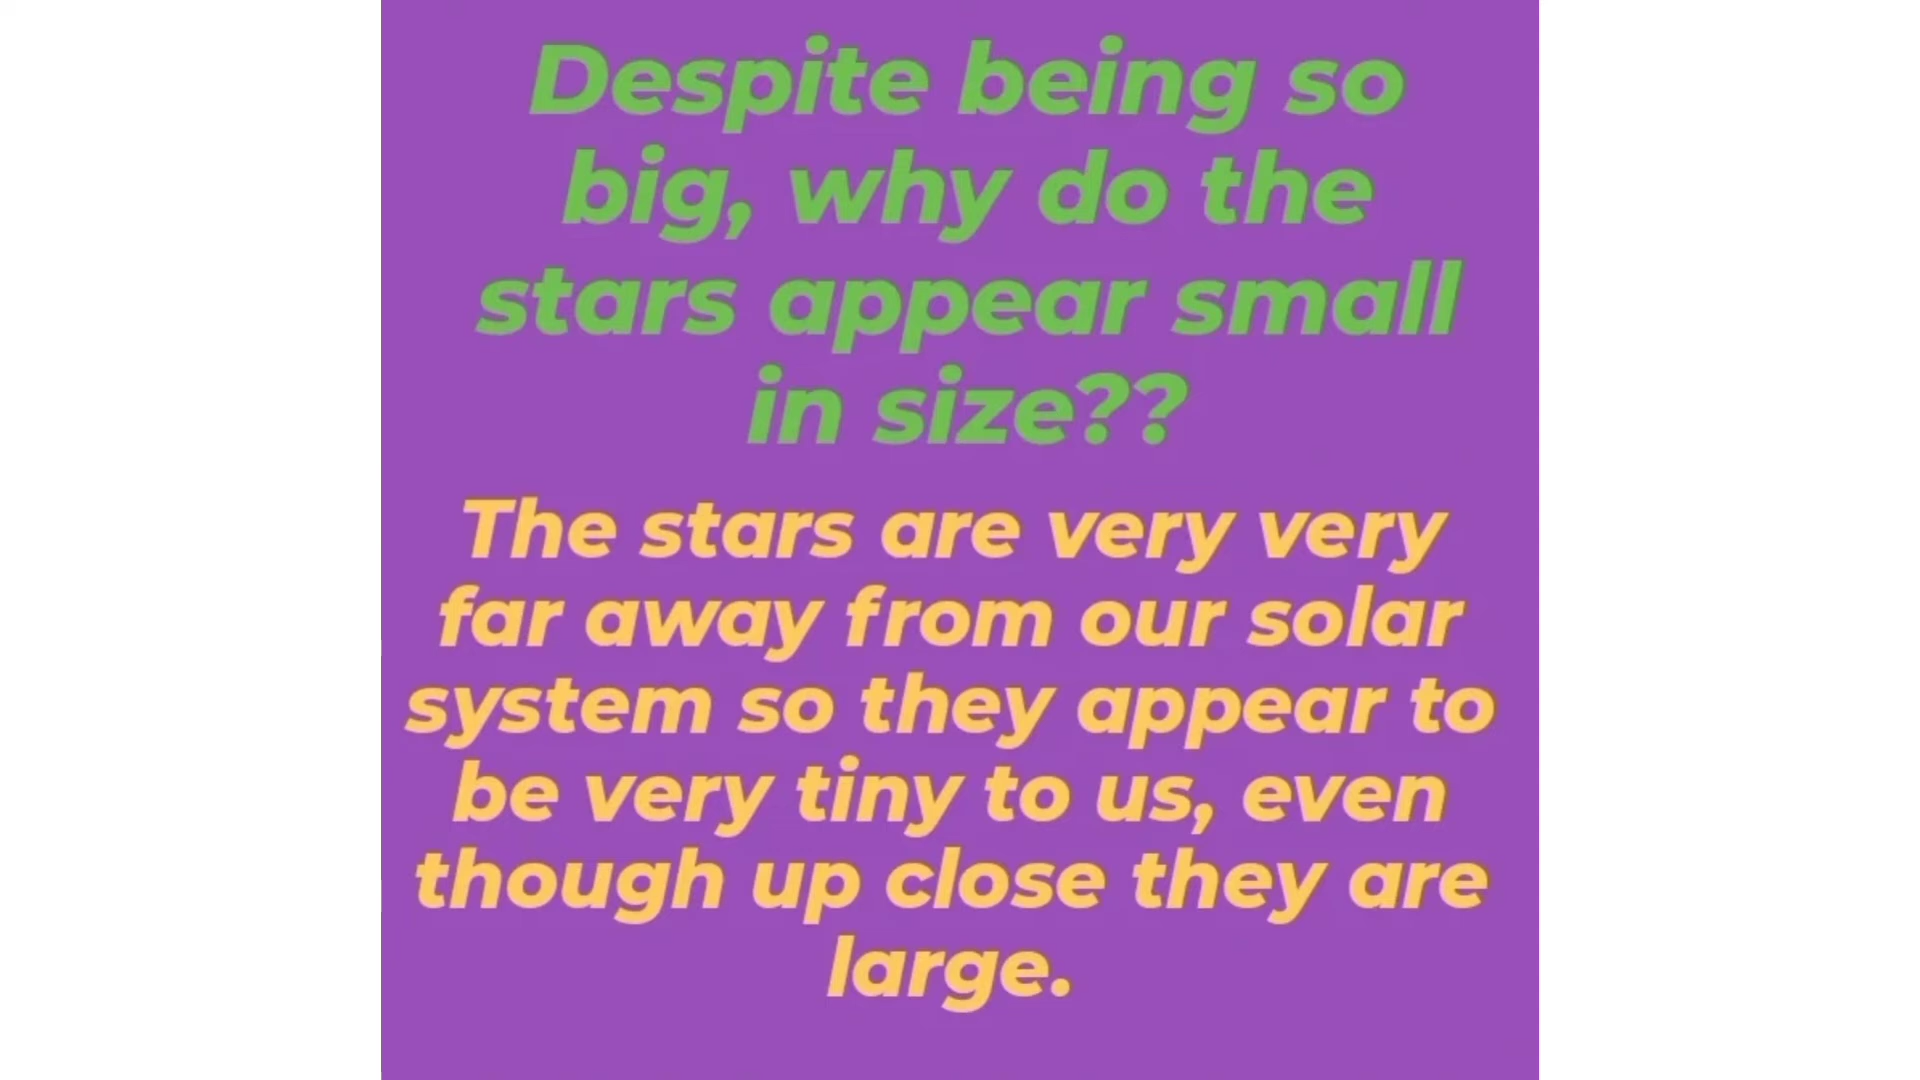 Despite being so
big, why do the
stars appear small
in size??
The stars are very very
far away from our solar
system so they appear to
be very tiny to us, even
though up close they are
large.